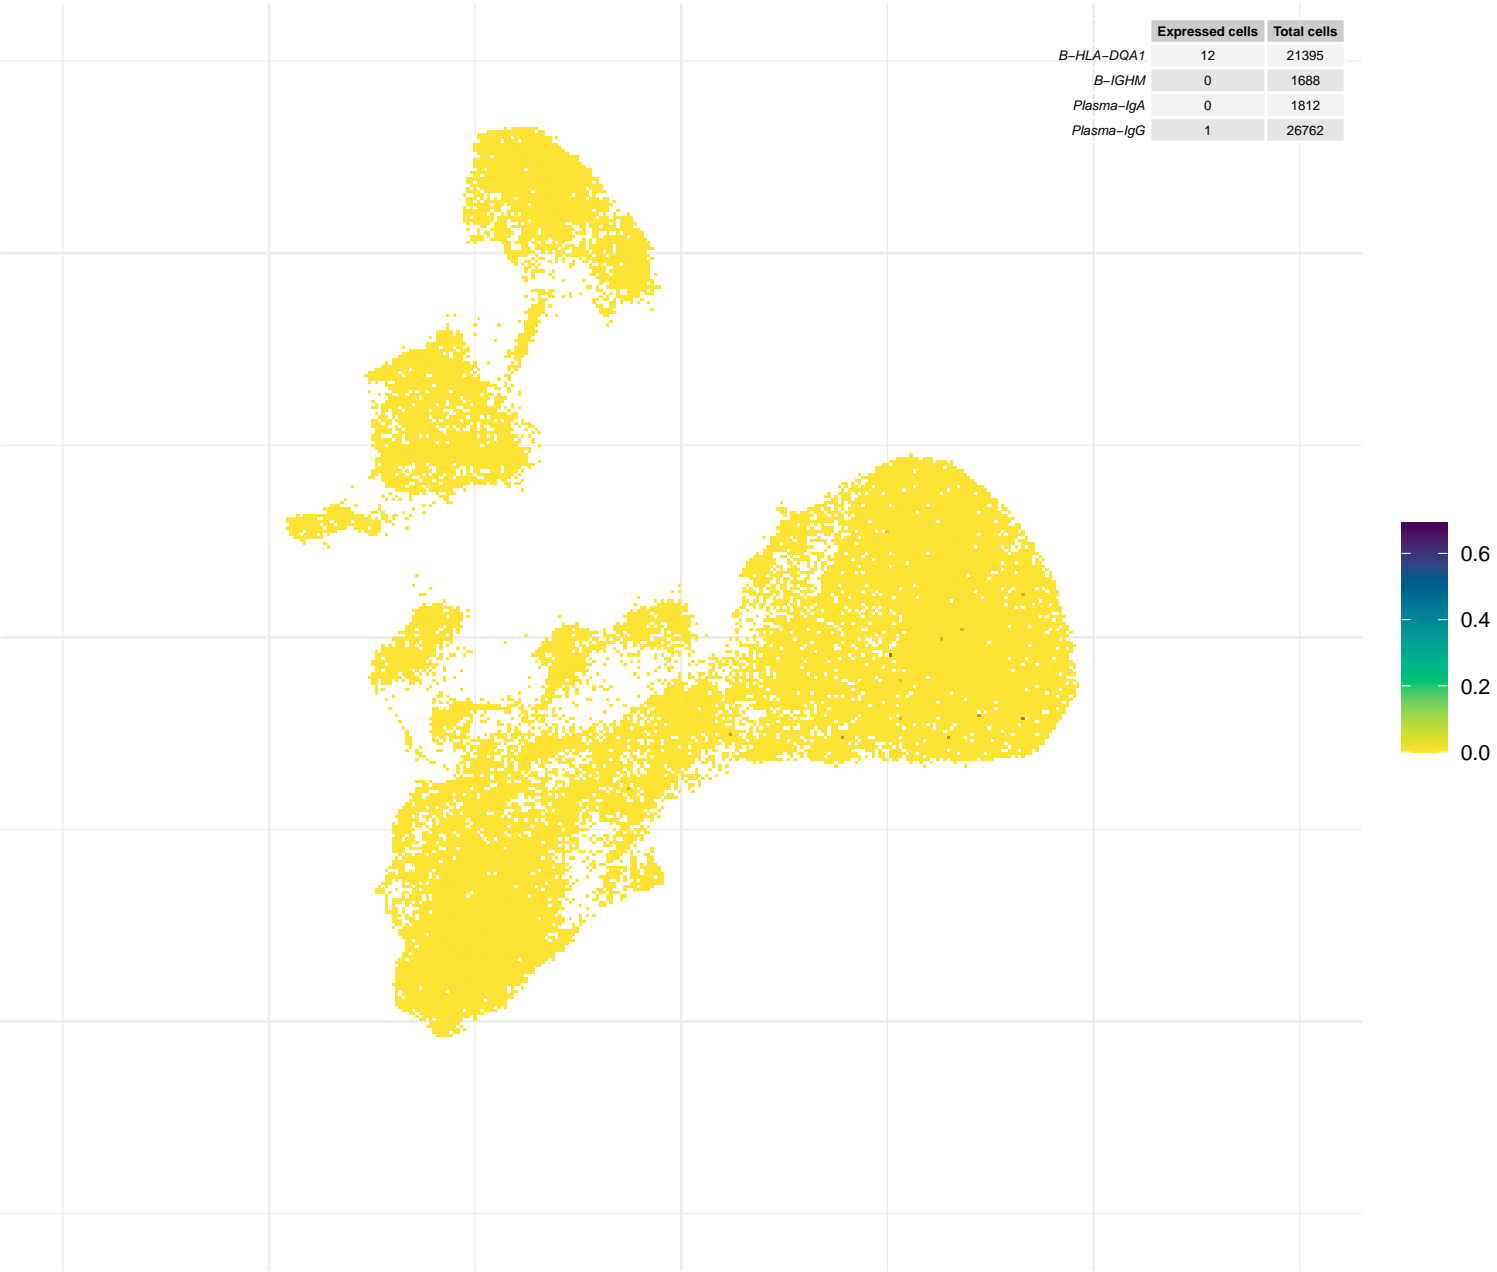 Expressed cells Total cells
B−HLA−DQA1 12 21395
B−IGHM 0 1688
Plasma−IgA 0 1812
Plasma−IgG 1 26762
0.6
0.4
0.2
0.0